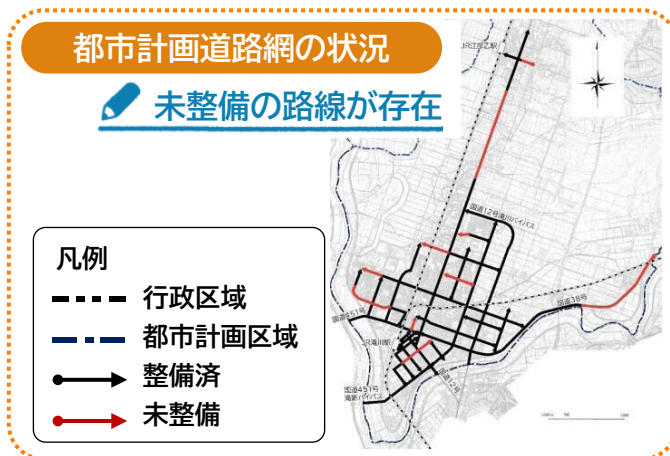 都市計画道路網の状況
未整備の路線が存在
JR江部乙駅
国道12号滝川バイパス
国道38号
国道451号
JR滝川駅
国道12号
国道451号
滝新バイパス
凡例
行政区域
都市計画区域
整備済
未整備